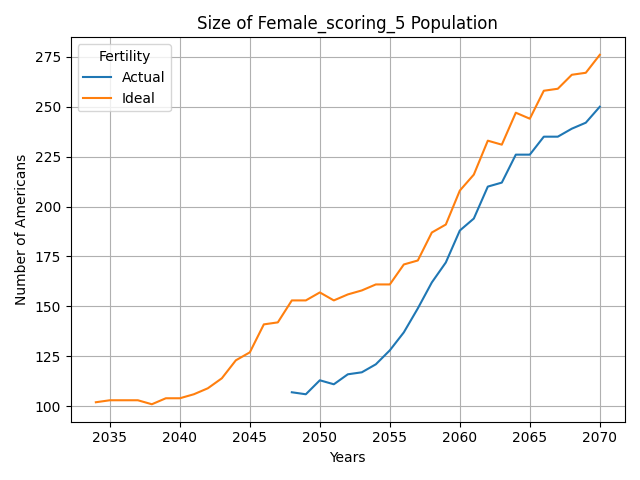 Size of Female_scoring_5 Population
Fertility
Actual
Ideal
Number of Americans
275
250
225
200
175
150
125
100
2035 2040 2045 2050 2055 2060 2065 2070
Years